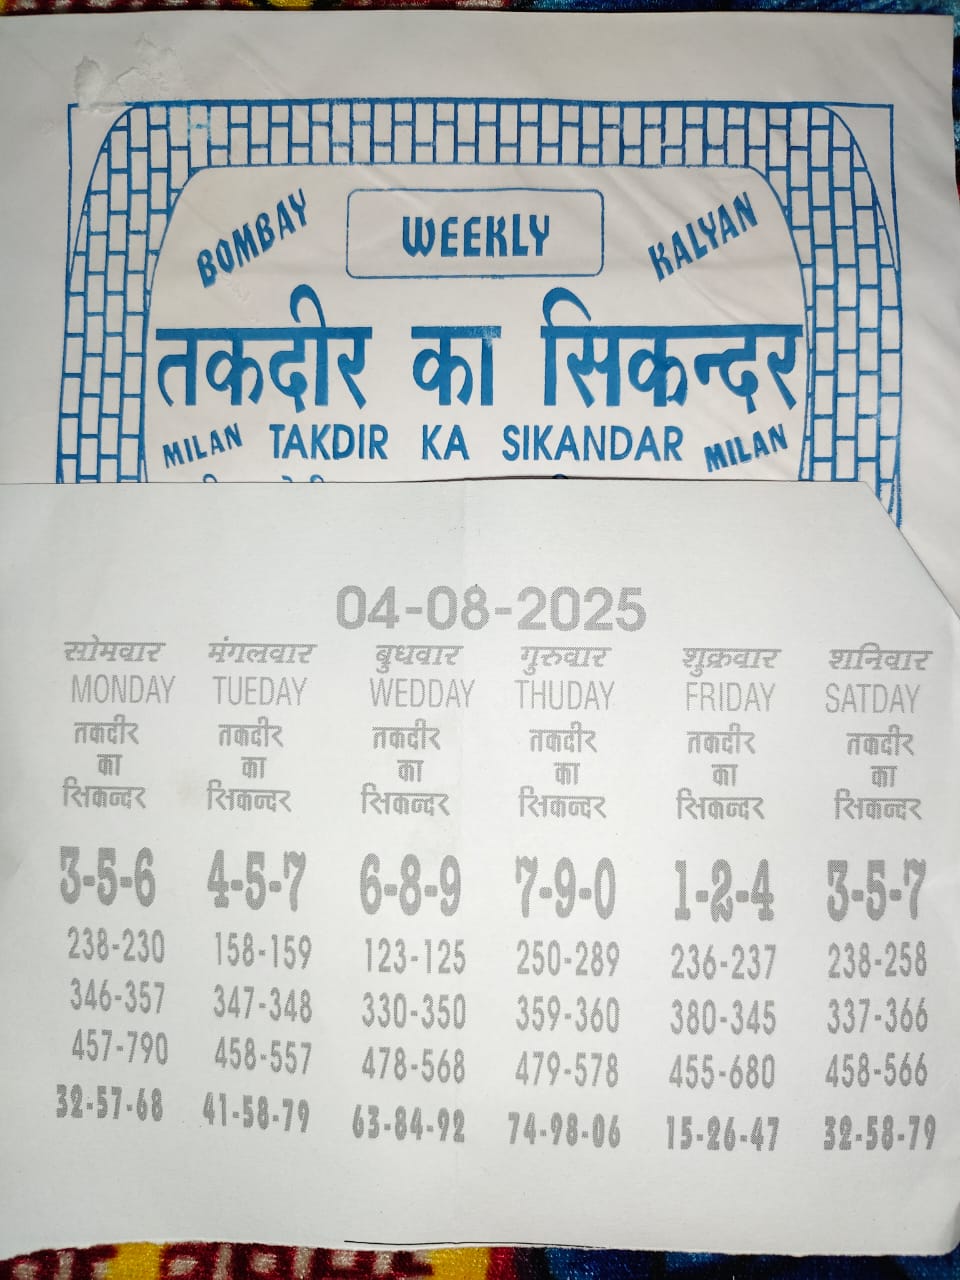 BOMBAY WEEKLY KALYAN
तकदीर का सिकन्दर
MILAN TAKDIR KA SIKANDAR MILAN
04-08-2025
सोमवार मंगलवार बुधवार गुरुवार शुक्रवार शनिवार
MONDAY TUEDAY WEDDAY THUDAY FRIDAY SATDAY
तकदीर तकदीर तकदीर तकदीर तकदीर तकदीर
का का का का का का
सिकन्दर सिकन्दर सिकन्दर सिकन्दर सिकन्दर सिकन्दर
3-5-6 4-5-7 6-8-9 7-9-0 1-2-4 3-5-7
238-230 158-159 123-125 250-289 236-237 238-258
346-357 347-348 330-350 359-360 380-345 337-366
457-790 458-557 478-568 479-578 455-680 458-566
32-57-68 41-58-79 63-84-92 74-98-06 15-26-47 32-58-79